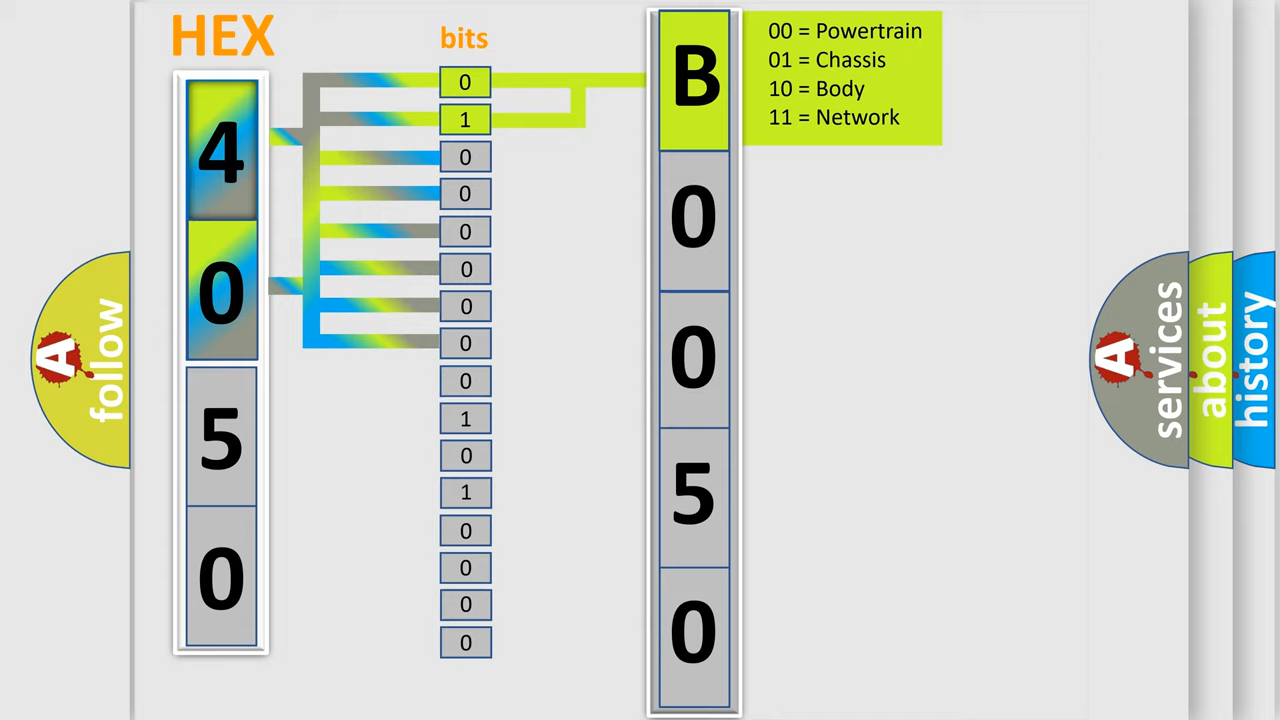 HEX
bits
4
0
5
0
0
1
0
0
0
0
0
0
0
1
0
1
0
0
0
0
B
0
0
5
0
00 = Powertrain
01 = Chassis
10 = Body
11 = Network
A
follow
A
services
about
history